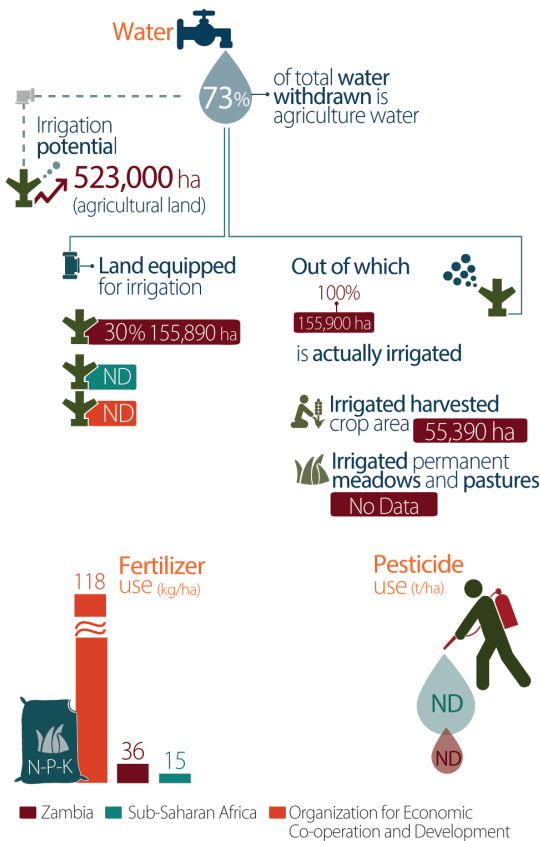 Water
73%
of total water
withdrawn is
agriculture water
Irrigation
potential
523,000 ha
(agricultural land)
Land equipped
for irrigation
30% 155,890 ha
ND
ND
Out of which
100%
155,900 ha
is actually irrigated
Irrigated harvested
crop area
55,390 ha
Irrigated permanent
meadows and pastures
No Data
Fertilizer
use (kg/ha)
118
N-P-K
36
15
Pesticide
use (t/ha)
ND
ND
Zambia
Sub-Saharan Africa
Organization for Economic
Co-operation and Development